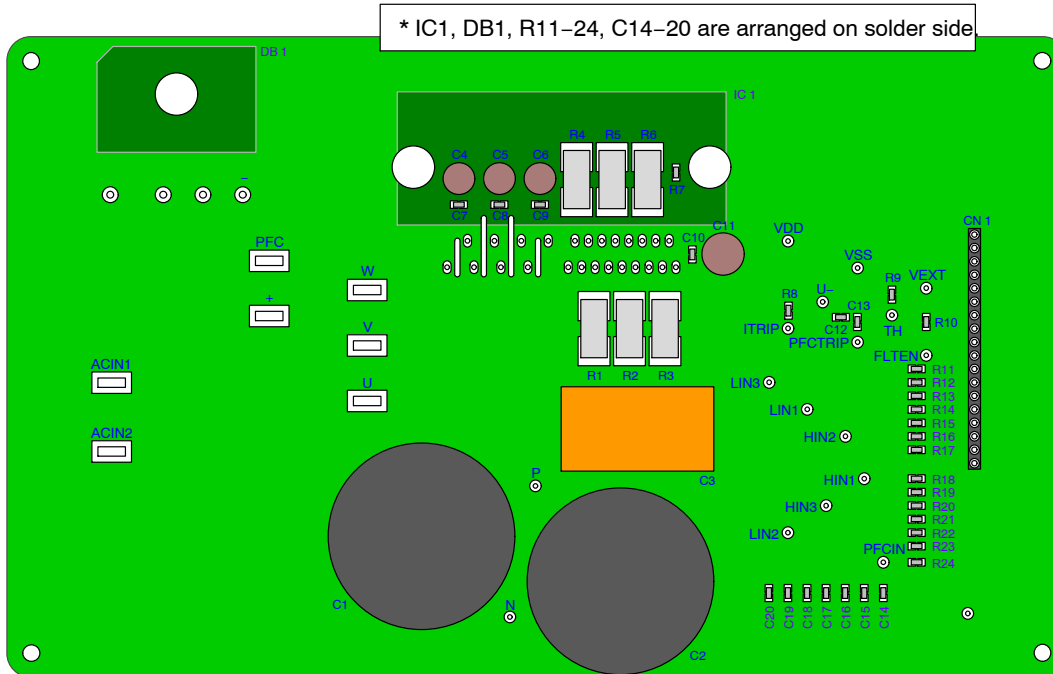 * IC1, DB1, R11−24, C14−20 are arranged on solder side.
DB 1
IC 1
R4 R5 R6
C4 C5 C6
R7
C7 C8 C9
−
CN 1
C11
VDD
PFC
C10
VSS
W
R9
VEXT
+
U−
R8
C13
V
ITRIP
C12
TH
R10
PFCTRIP
FLTEN
ACIN1
R1 R2 R3
R11
U
LIN3
R12
R13
LIN1
R14
R15
ACIN2
HIN2
R16
R17
P
C3
HIN1
R18
R19
HIN3
R20
R21
LIN2
R22
PFCIN
R23
R24
C1
N
C20 C19 C18 C17 C16 C15 C14
C2